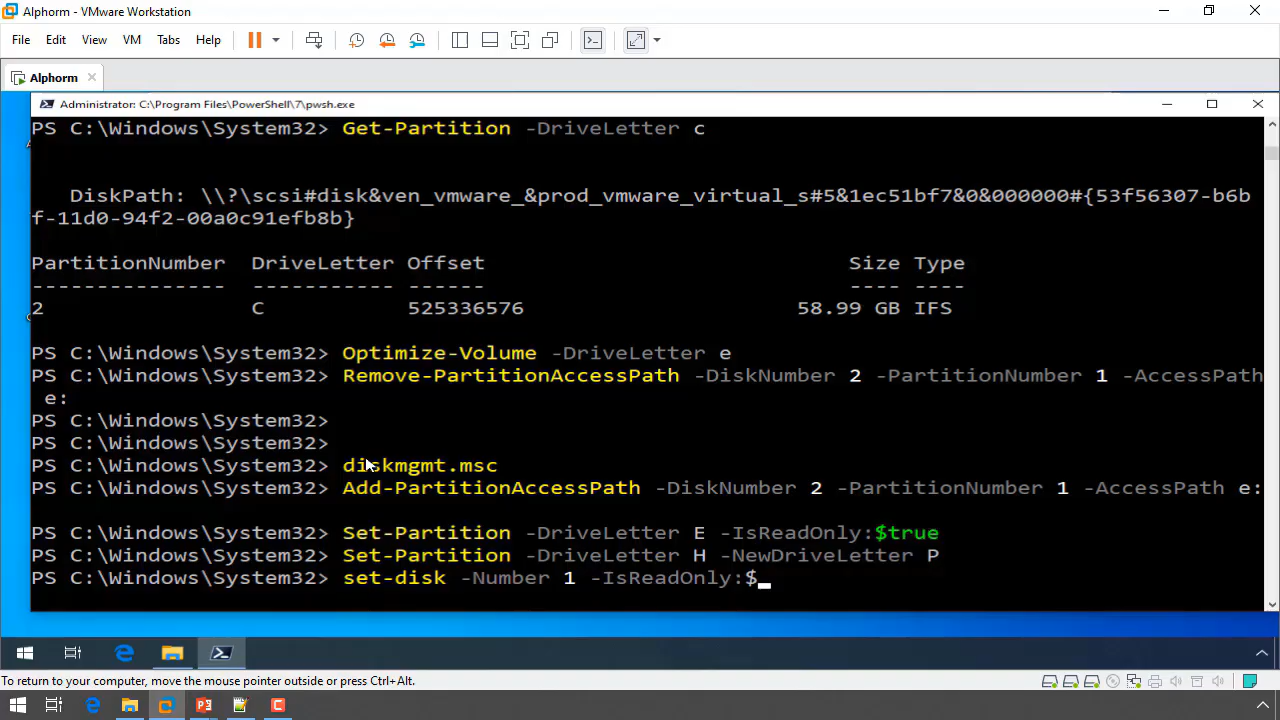 Alphorm - VMware Workstation
File Edit View VM Tabs Help
Alphorm
Administrator: C:\Program Files\PowerShell\7\pwsh.exe
PS C:\Windows\System32> Get-Partition -DriveLetter c
DiskPath: \\?\scsi#disk&ven_vmware_&prod_vmware_virtual_s#5&1ec51bf7&0&000000#{53f56307-b6b
f-11d0-94f2-00a0c91efb8b}
PartitionNumber DriveLetter Offset Size Type
--------------- ----------- ------ ---- ----
2 C 525336576 58.99 GB IFS
PS C:\Windows\System32> Optimize-Volume -DriveLetter e
PS C:\Windows\System32> Remove-PartitionAccessPath -DiskNumber 2 -PartitionNumber 1 -AccessPath
e:
PS C:\Windows\System32>
PS C:\Windows\System32>
PS C:\Windows\System32> diskmgmt.msc
PS C:\Windows\System32> Add-PartitionAccessPath -DiskNumber 2 -PartitionNumber 1 -AccessPath e:
PS C:\Windows\System32> Set-Partition -DriveLetter E -IsReadOnly:$true
PS C:\Windows\System32> Set-Partition -DriveLetter H -NewDriveLetter P
PS C:\Windows\System32> set-disk -Number 1 -IsReadOnly:$
To return to your computer, move the mouse pointer outside or press Ctrl+Alt.